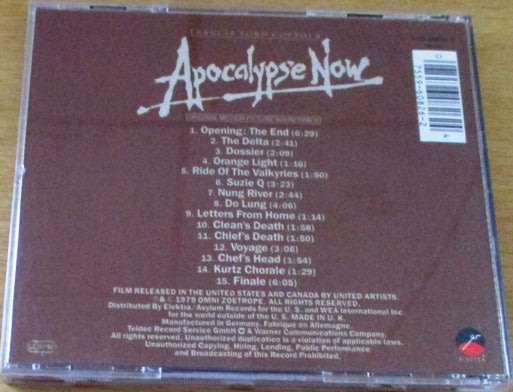 FRANCIS FORD COPPOLA
Apocalypse Now
ORIGINAL MOTION PICTURE SOUNDTRACK
1. Opening: The End (6:29)
2. The Delta (2:41)
3. Dossier (2:09)
4. Orange Light (1:16)
5. Ride Of The Valkyries (1:50)
6. Suzie Q (3:23)
7. Nung River (2:44)
8. Do Lung (4:06)
9. Letters From Home (1:14)
10. Clean's Death (1:58)
11. Chief's Death (1:50)
12. Voyage (3:06)
13. Chef's Head (1:54)
14. Kurtz Chorale (1:29)
15. Finale (6:05)
FILM RELEASED IN THE UNITED STATES AND CANADA BY UNITED ARTISTS.
℗ & © 1979 OMNI ZOETROPE. ALL RIGHTS RESERVED.
Distributed By Elektra/Asylum Records for the U. S. and WEA International Inc
for the world outside of the U. S. MADE IN U. K.
Manufactured in Germany. Fabriqué en Allemagne.
Teldec Record Service GmbH A Warner Communications Company.
All rights reserved. Unauthorized duplication is a violation of applicable laws.
Unauthorized Copying, Hiring, Lending, Public Performance
and Broadcasting of this Record Prohibited.
0 7559-60826-2 4